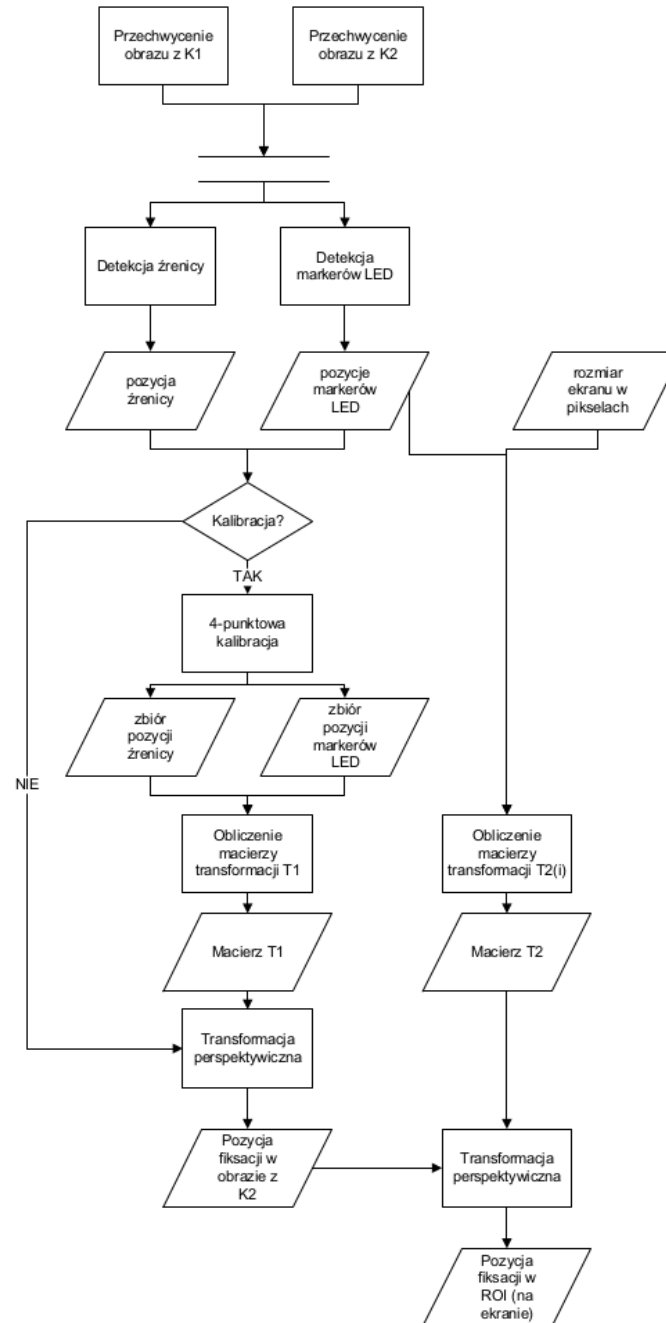 Przechwycenie
obrazu z K1
Przechwycenie
obrazu z K2
Detekcja źrenicy
Detekcja
markerów LED
pozycja
źrenicy
pozycje
markerów
LED
rozmiar
ekranu w
pikselach
Kalibracja?
TAK
4-punktowa
kalibracja
zbiór
pozycji
źrenicy
zbiór
pozycji
markerów
LED
NIE
Obliczenie
macierzy
transformacji T1
Obliczenie
macierzy
transformacji T2(i)
Macierz T1
Macierz T2
Transformacja
perspektywiczna
Pozycja
fiksacji w
obrazie z
K2
Transformacja
perspektywiczna
Pozycja
fiksacji w
ROI (na
ekranie)